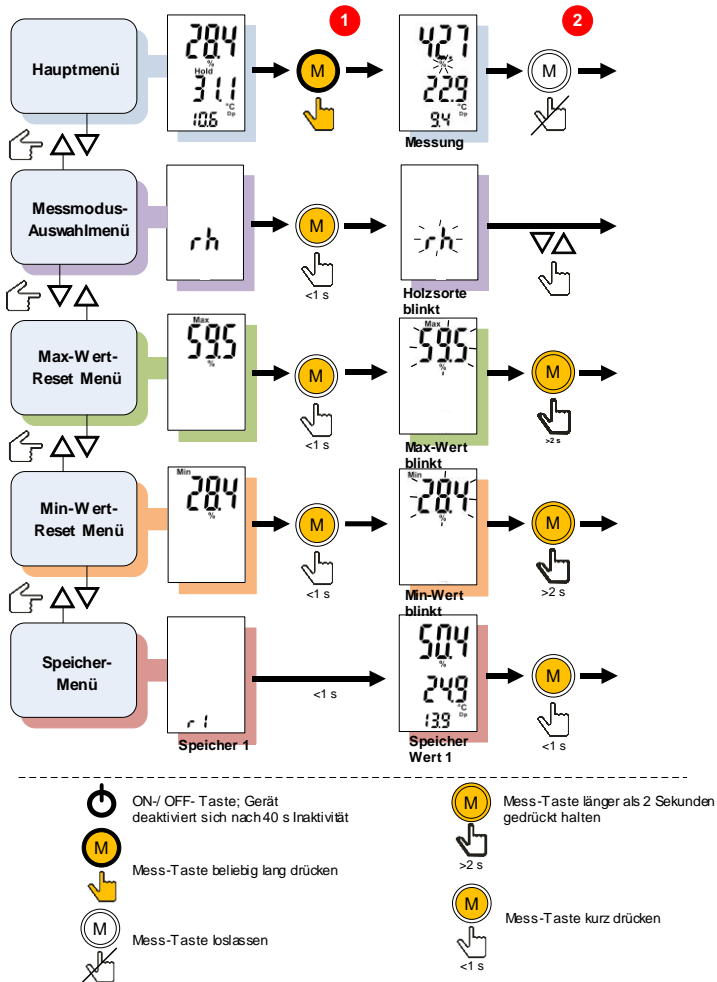 1
2
Hauptmenü
28.4
%
Hold
31.1
°C
Dp
10.6
M
42.7
%
22.9
°C
Dp
9.4
Messung
M
Messmodus-
Auswahlmenü
rh
M
<1 s
rh
Holzsorte
blinkt
Max-Wert-
Reset Menü
Max
59.5
%
M
<1 s
Max
59.5
%
Max-Wert
blinkt
M
>2 s
Min-Wert-
Reset Menü
Min
28.4
%
M
<1 s
Min
28.4
%
Min-Wert
blinkt
M
>2 s
Speicher-
Menü
r1
Speicher 1
<1 s
50.4
%
24.9
°C
Dp
13.9
Speicher
Wert 1
M
<1 s
ON-/ OFF- Taste; Gerät
deaktiviert sich nach 40 s Inaktivität
M
Mess-Taste beliebig lang drücken
M
Mess-Taste loslassen
M
>2 s
Mess-Taste länger als 2 Sekunden
gedrückt halten
M
<1 s
Mess-Taste kurz drücken